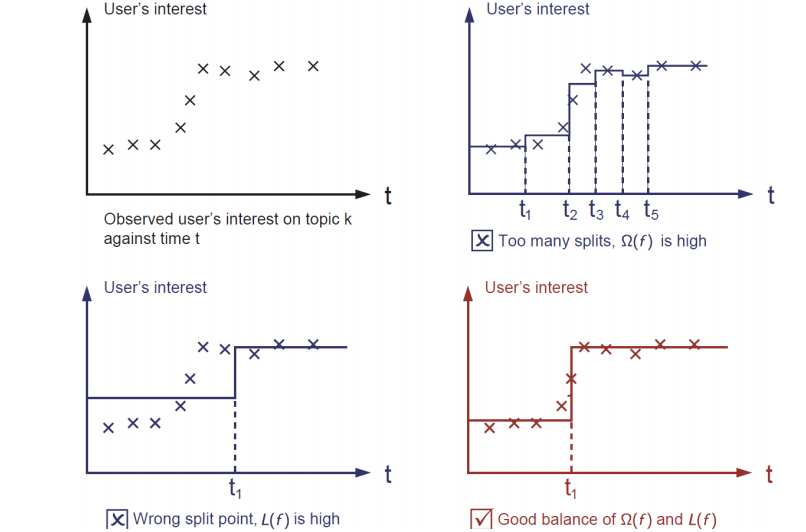 User's interest
t
Observed user's interest on topic k
against time t
User's interest
t
t₁ t₂ t₃ t₄ t₅
Too many splits, Ω(f) is high
User's interest
t
t₁
Wrong split point, L(f) is high
User's interest
t
t₁
Good balance of Ω(f) and L(f)